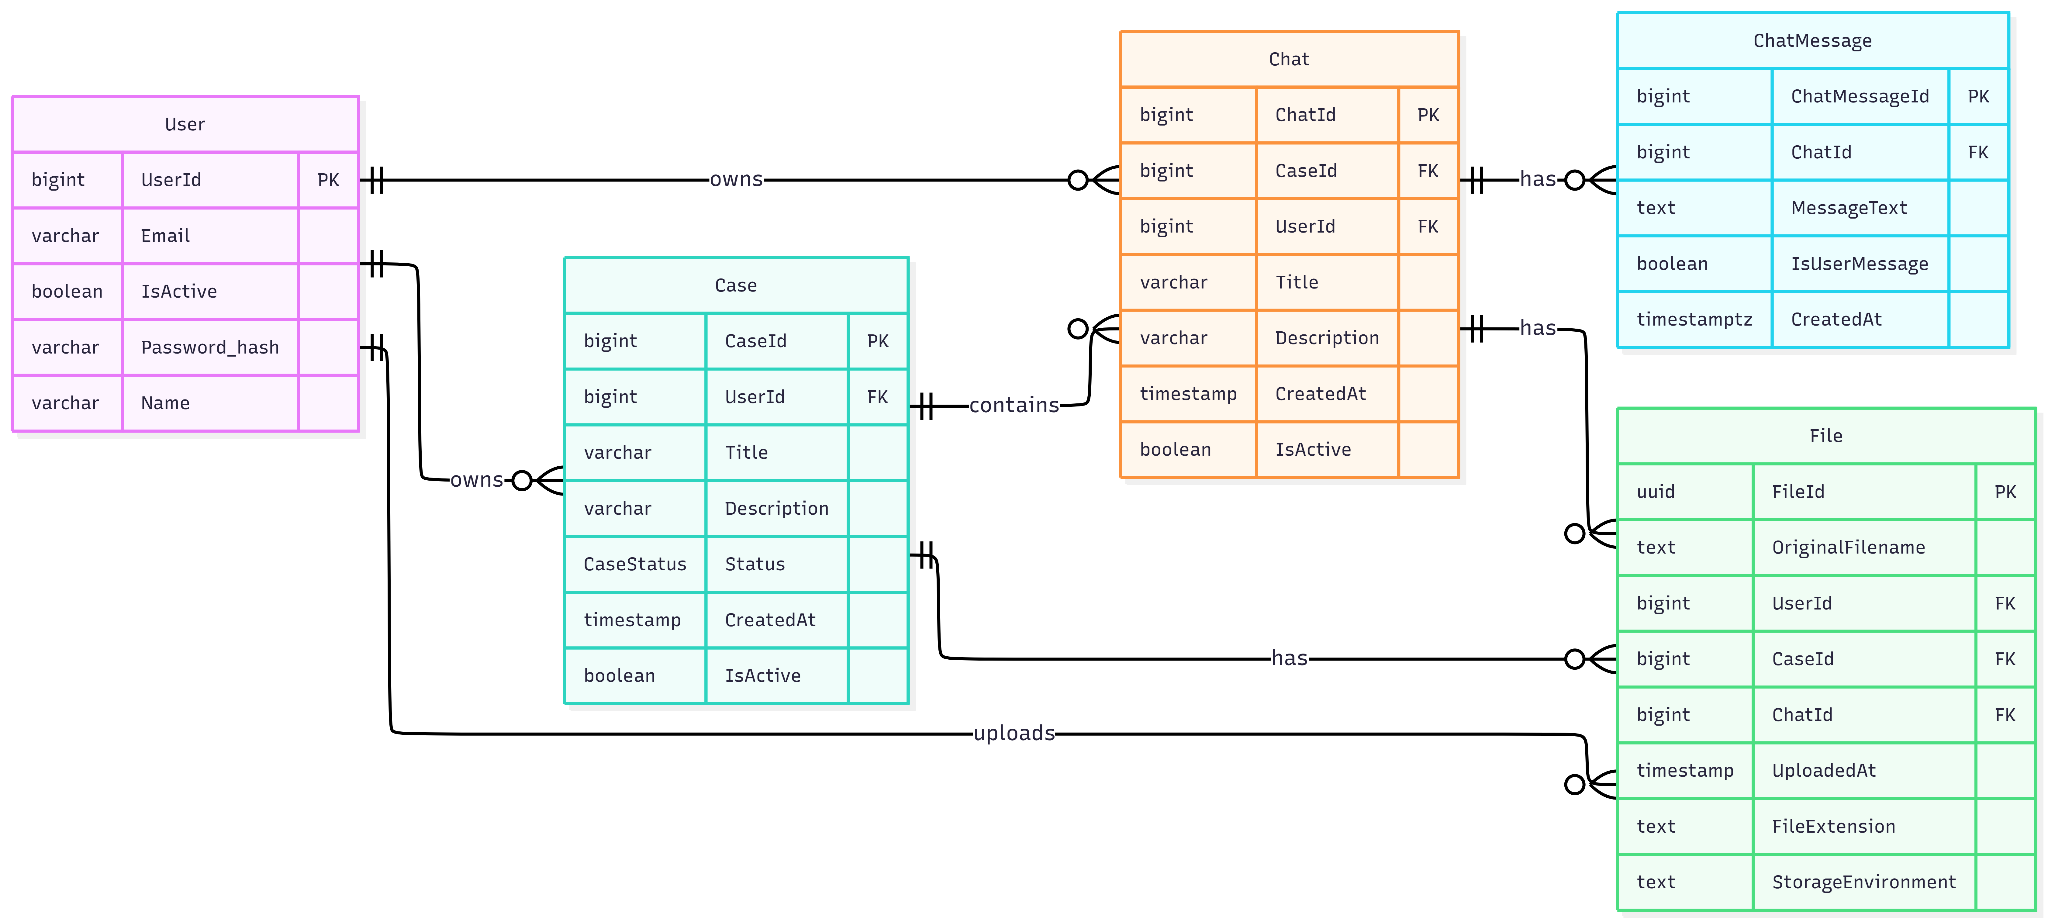 User
bigint UserId PK
varchar Email
boolean IsActive
varchar Password_hash
varchar Name
owns
owns
Case
bigint CaseId PK
bigint UserId FK
varchar Title
varchar Description
CaseStatus Status
timestamp CreatedAt
boolean IsActive
contains
has
uploads
Chat
bigint ChatId PK
bigint CaseId FK
bigint UserId FK
varchar Title
varchar Description
timestamp CreatedAt
boolean IsActive
has
has
ChatMessage
bigint ChatMessageId PK
bigint ChatId FK
text MessageText
boolean IsUserMessage
timestamptz CreatedAt
File
uuid FileId PK
text OriginalFilename
bigint UserId FK
bigint CaseId FK
bigint ChatId FK
timestamp UploadedAt
text FileExtension
text StorageEnvironment